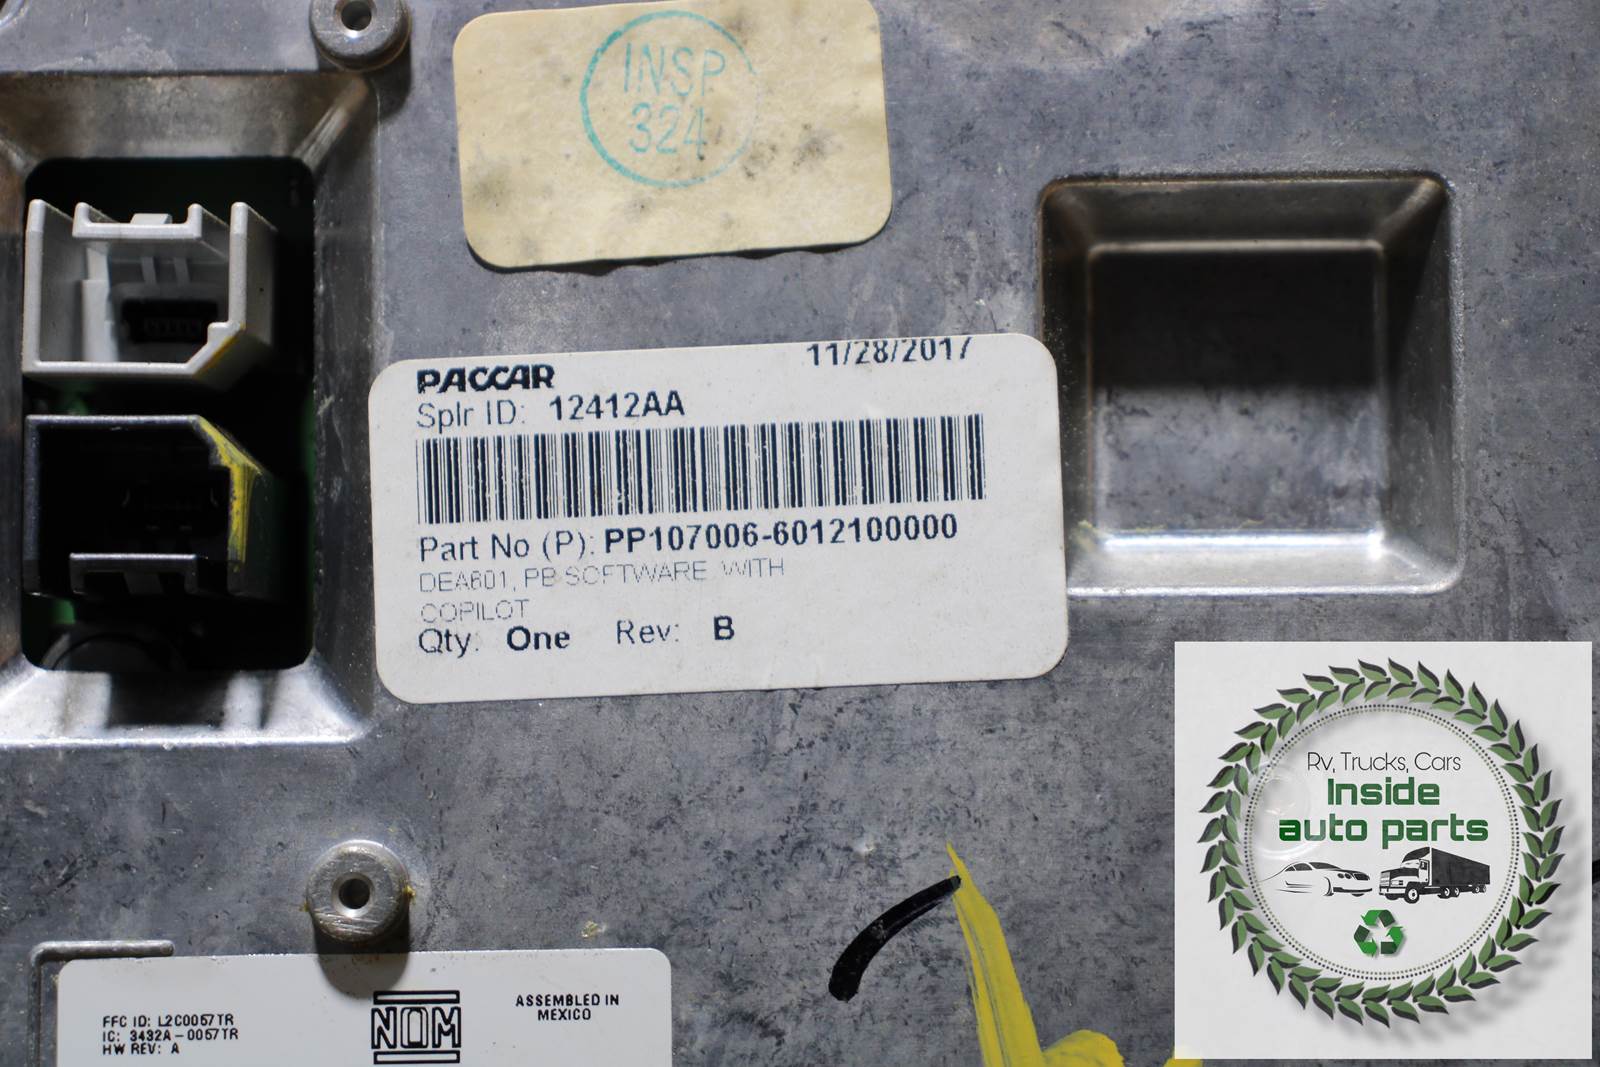 INSP
324
11/28/2017
PACCAR
Splr ID: 12412AA
Part No (P): PP107006-6012100000
DEA601, PB SOFTWARE, WITH
COPILOT
Qty: One Rev: B
Rv, Trucks, Cars
Inside
auto parts
FFC ID: L2C0057TR
IC: 3432A-0057TR
HW REV: A
NOM
ASSEMBLED IN
MEXICO